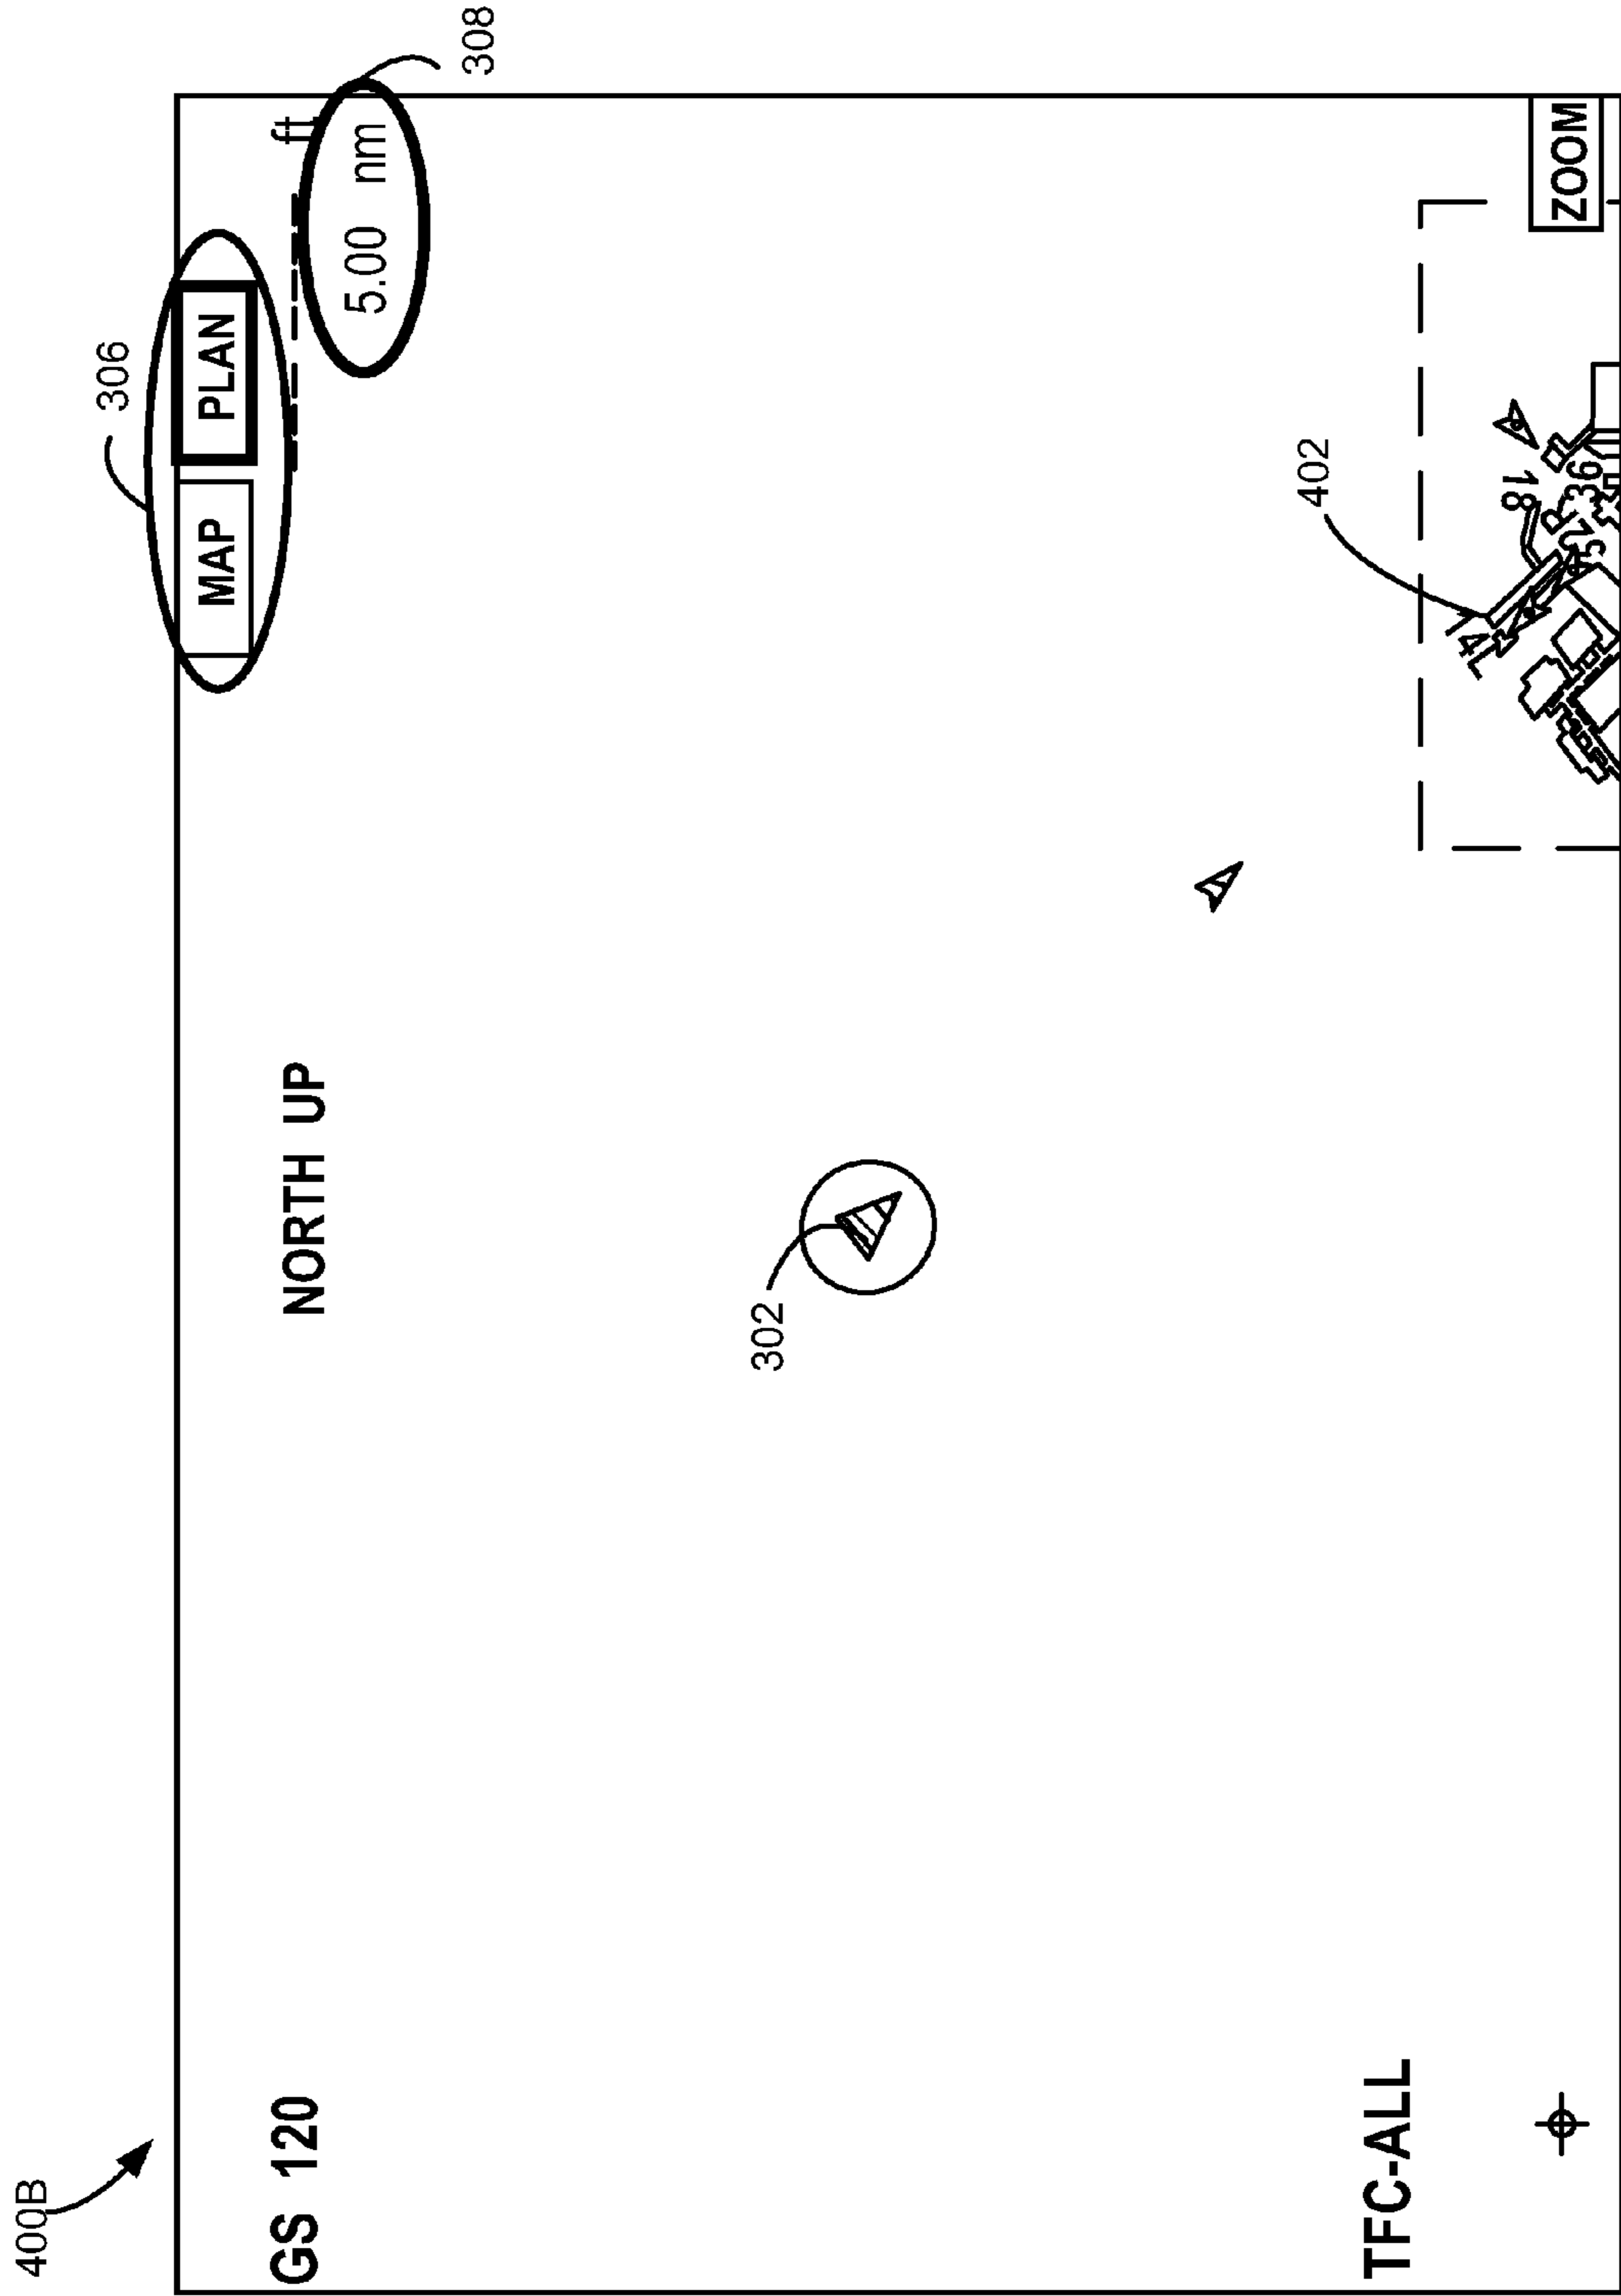 400B
306
MAP PLAN
GS 120
NORTH UP
ft
5.00 nm
308
302
402
TFC-ALL
18
36
ZOOM